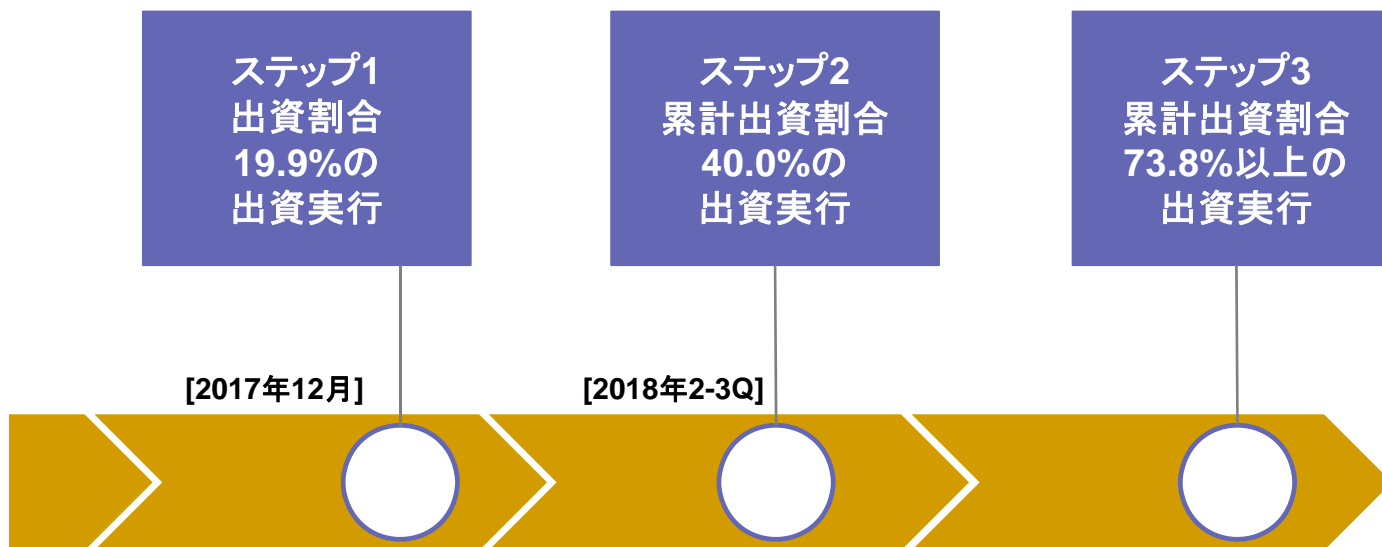 ステップ1
出資割合
19.9%の
出資実行
ステップ2
累計出資割合
40.0%の
出資実行
ステップ3
累計出資割合
73.8%以上の
出資実行
[2017年12月]
[2018年2-3Q]